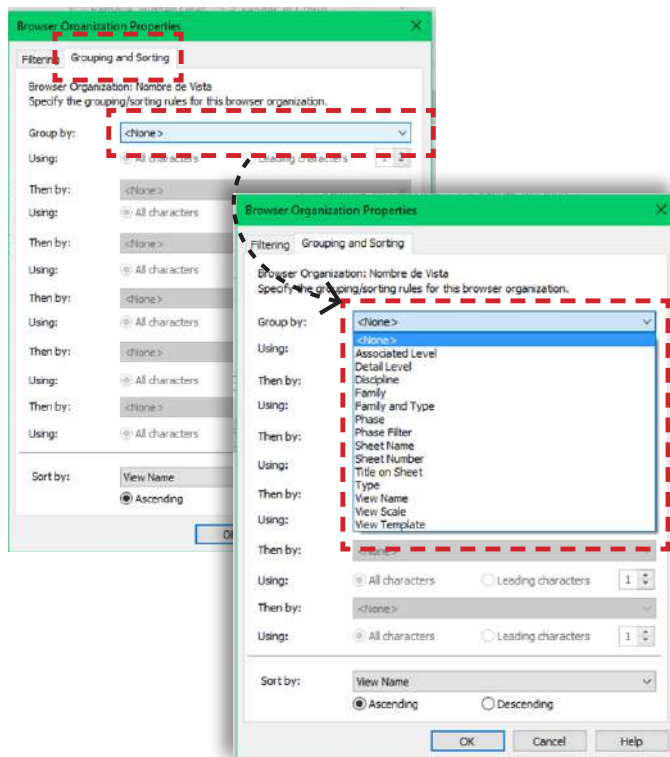 Browser Organization Properties
Filtering Grouping and Sorting
Browser Organization: Nombre de Vista
Specify the grouping/sorting rules for this browser organization.
Group by: <None>
Using: All characters Leading characters 1
Then by: <None>
Using: All characters
Then by: <None>
Using: All characters
Then by: <None>
Using: All characters
Then by: <None>
Using: All characters
Then by: <None>
Using: All characters
Sort by: View Name
Ascending
Browser Organization Properties
Filtering Grouping and Sorting
Browser Organization: Nombre de Vista
Specify the grouping/sorting rules for this browser organization.
Group by: <None>
<None>
Using:
Associated Level
Detail Level
Then by:
Discipline
Family
Using:
Family and Type
Phase
Then by:
Phase Filter
Sheet Name
Using:
Sheet Number
Title on Sheet
Then by:
Type
View Name
Using:
View Scale
View Template
Then by: <None>
Using: All characters Leading characters 1
Then by: <None>
Using: All characters Leading characters 1
Sort by: View Name
Ascending Descending
OK Cancel Help